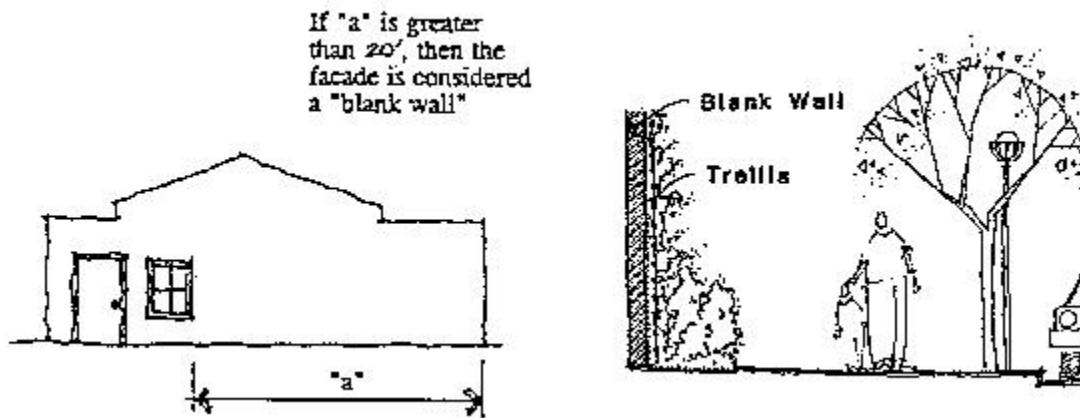 If "a" is greater
than 20', then the
facade is considered
a "blank wall"
"a"
Blank Wall
Trellis